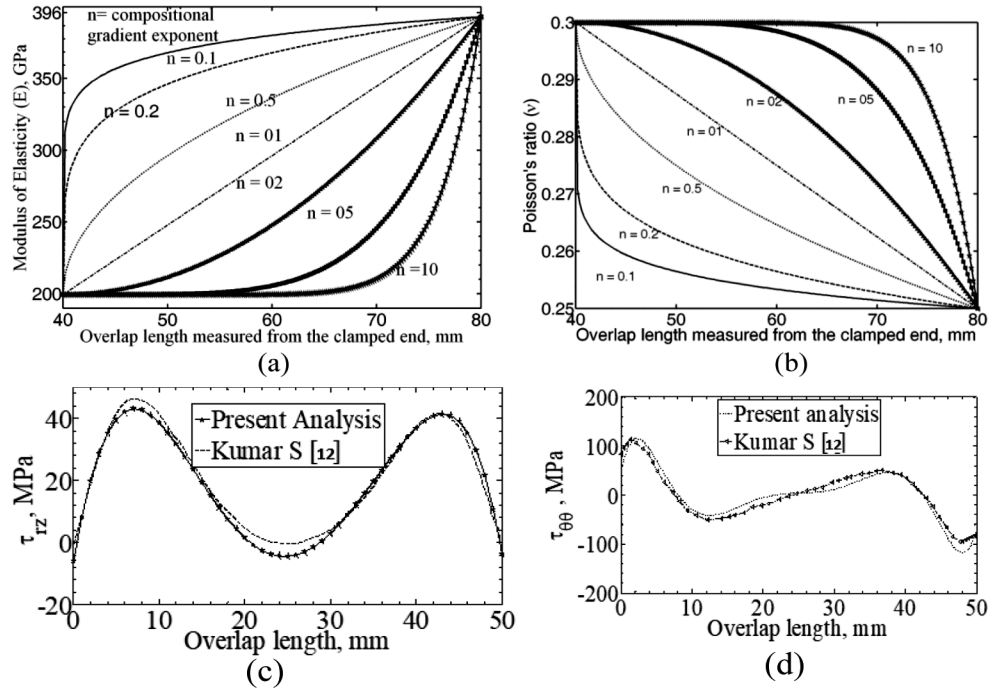 396
350
300
250
200
40
50
60
70
80
n= compositional
gradient exponent
n = 0.1
n = 0.2
n = 0.5
n = 01
n = 02
n = 05
n =10
Modulus of Elasticity (E), GPa
Overlap length measured from the clamped end, mm
(a)
0.3
0.29
0.28
0.27
0.26
0.25
40
50
60
70
80
n = 10
n = 05
n = 02
n = 01
n = 0.5
n = 0.2
n = 0.1
Poisson's ratio (ν)
Overlap length measured from the clamped end, mm
(b)
40
20
0
-20
0
10
20
30
40
50
Present Analysis
Kumar S [12]
τrz, MPa
Overlap length, mm
(c)
200
100
0
-100
-200
0
10
20
30
40
50
Present analysis
Kumar S [12]
τθθ , MPa
Overlap length, mm
(d)